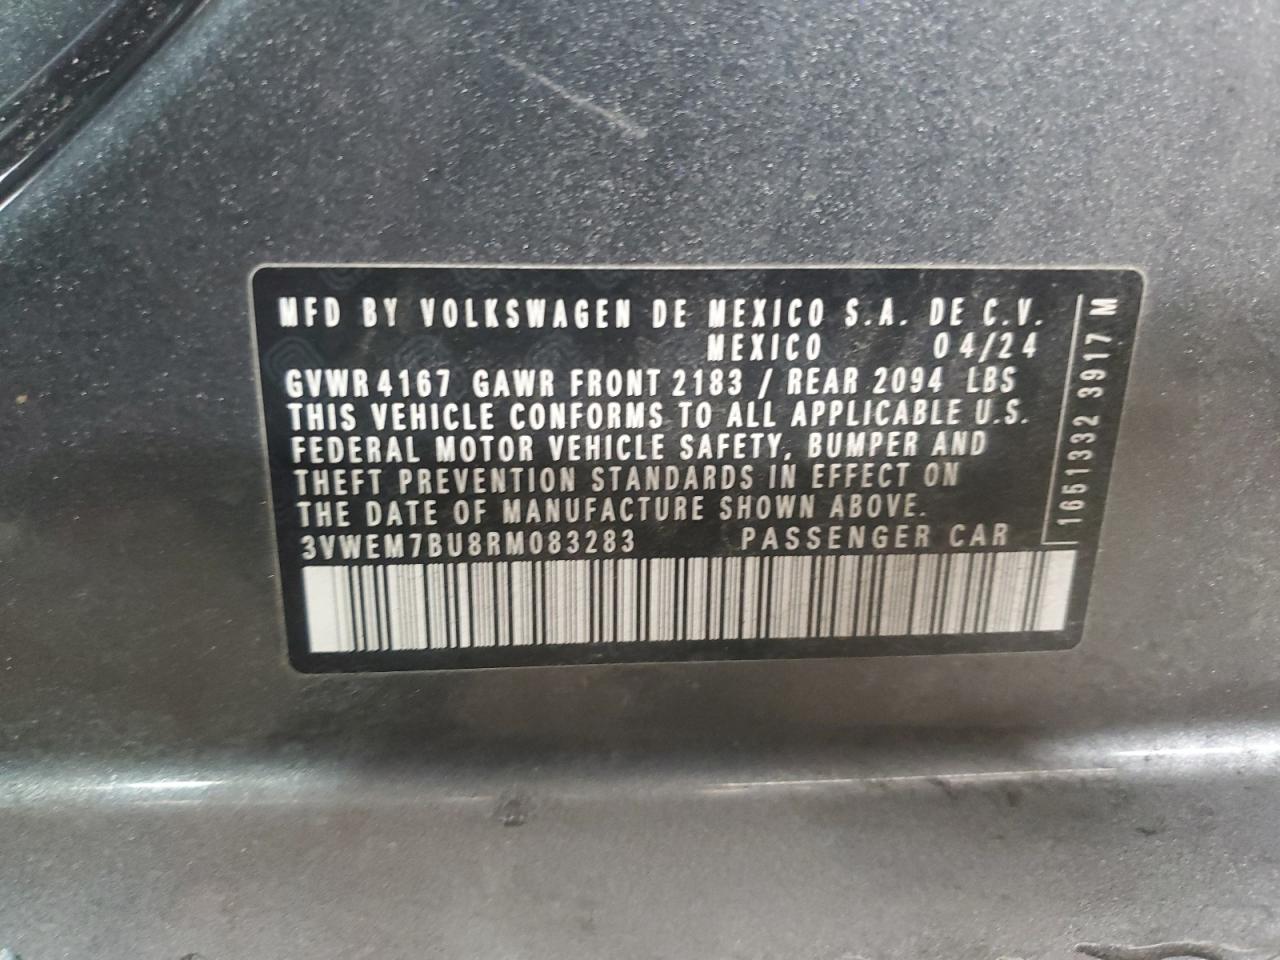 MFD BY VOLKSWAGEN DE MEXICO S.A. DE C.V.
MEXICO 04/24
GVWR 4167 GAWR FRONT 2183 / REAR 2094 LBS
THIS VEHICLE CONFORMS TO ALL APPLICABLE U.S.
FEDERAL MOTOR VEHICLE SAFETY, BUMPER AND
THEFT PREVENTION STANDARDS IN EFFECT ON
THE DATE OF MANUFACTURE SHOWN ABOVE.
3VWEM7BU8RM083283 PASSENGER CAR
1651332 3917 M